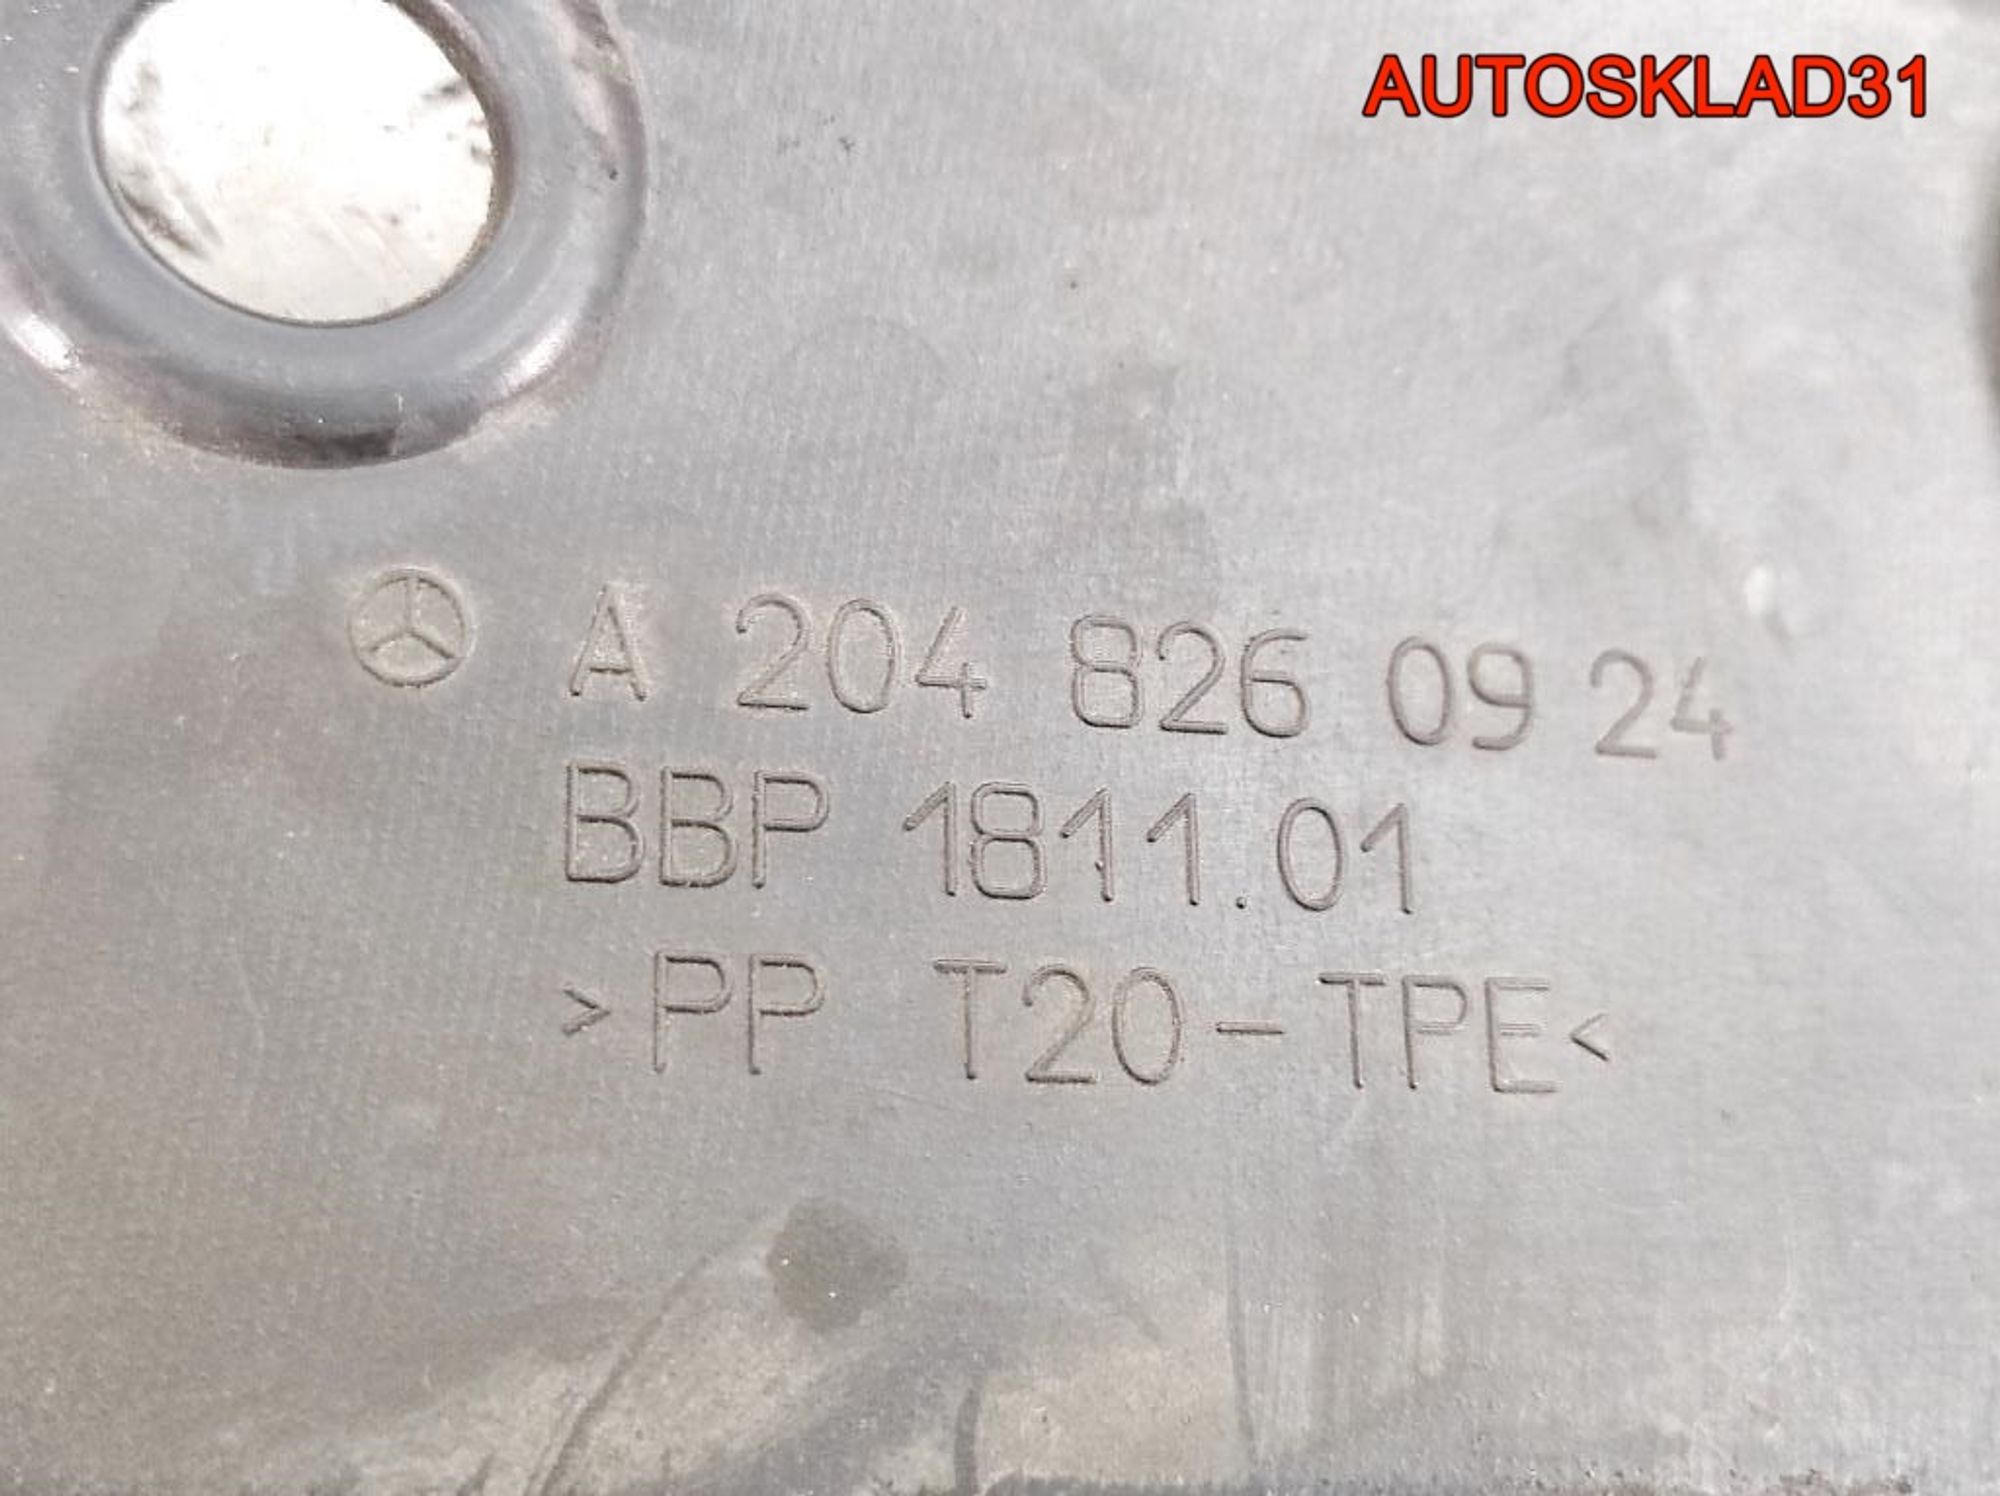 AUTOSKLAD31
A 204 826 09 24
BBP 1811.01
>PP T20-TPE<